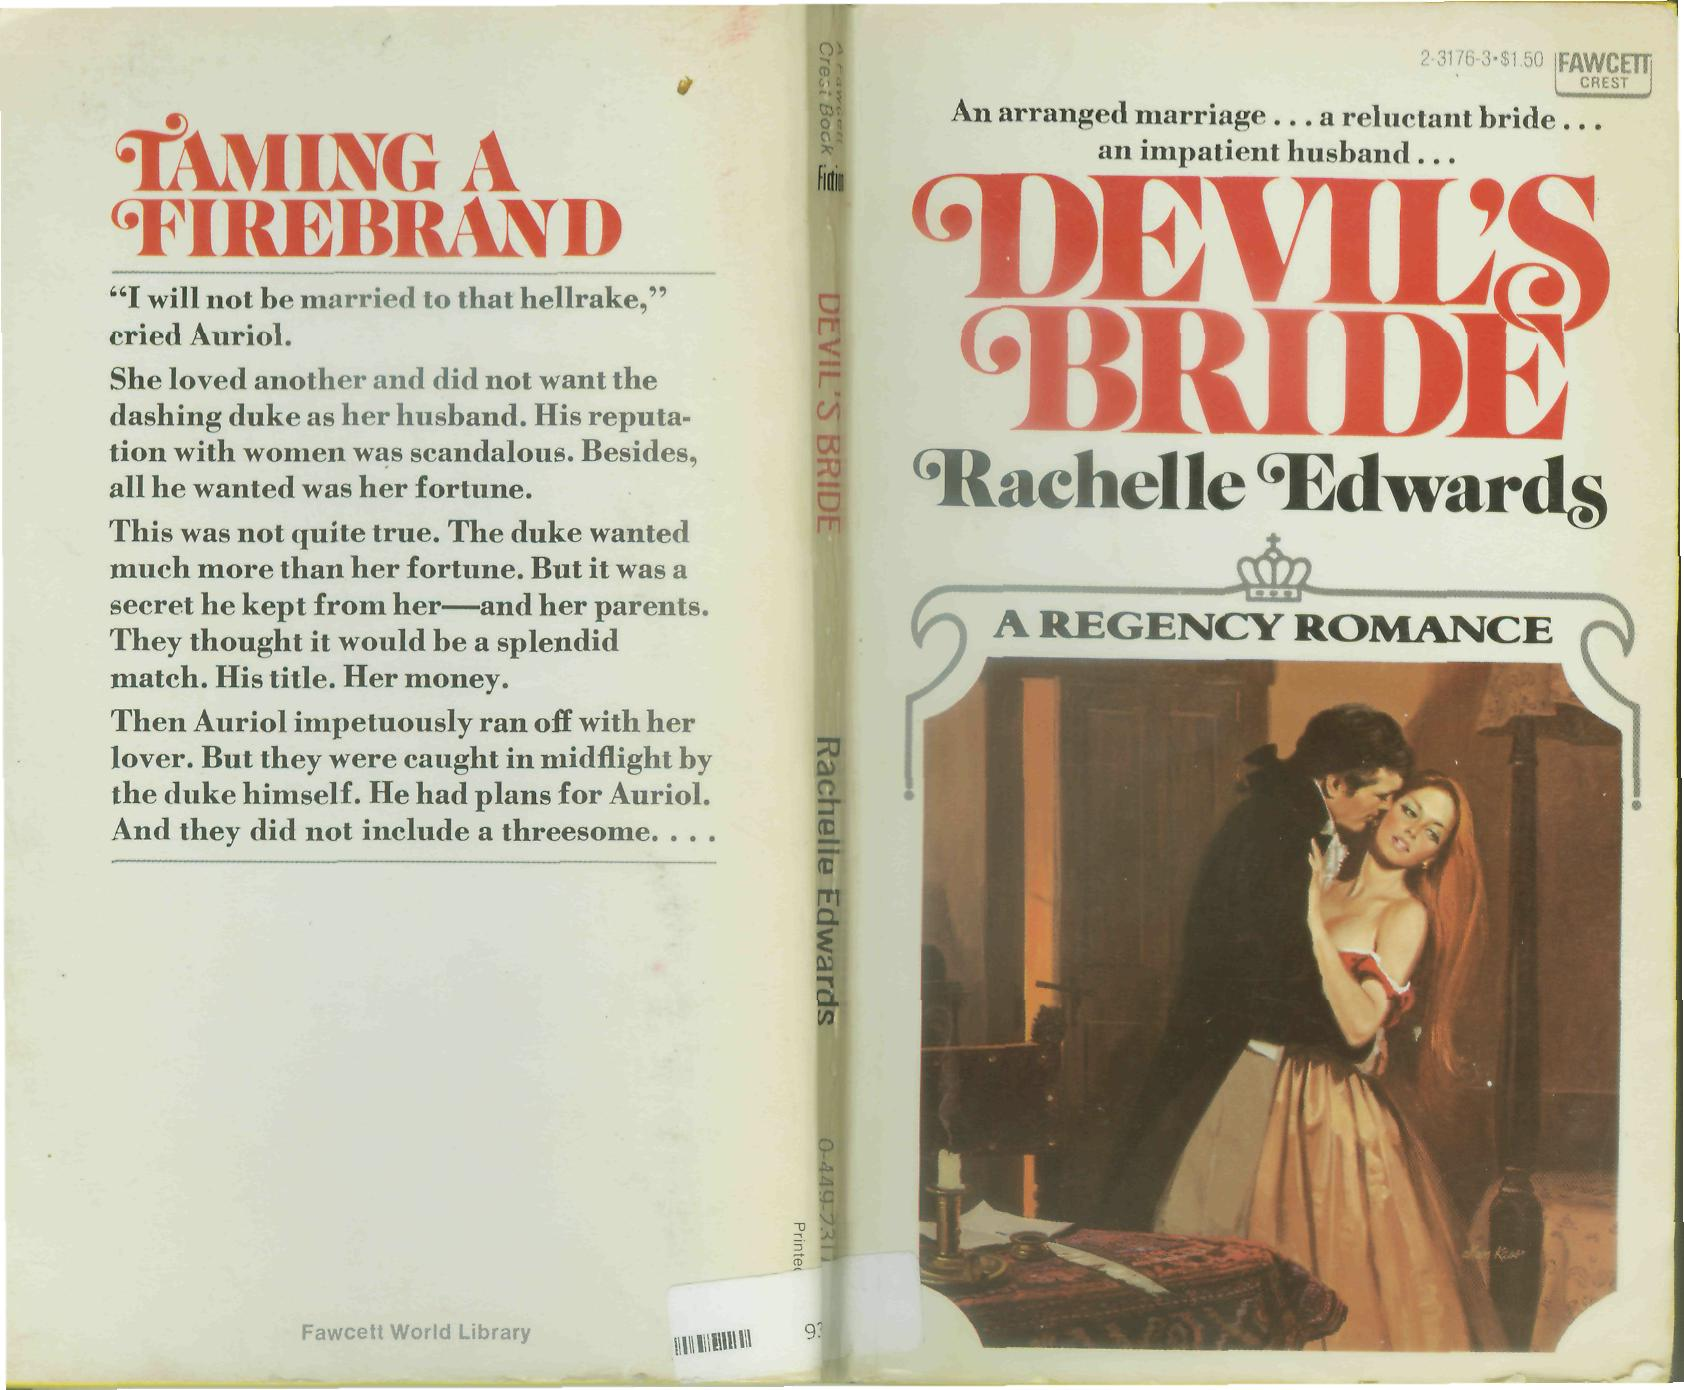 TAMING A
FIREBRAND
“I will not be married to that hellrake,”
cried Auriol.
She loved another and did not want the
dashing duke as her husband. His reputa-
tion with women was scandalous. Besides,
all he wanted was her fortune.
This was not quite true. The duke wanted
much more than her fortune. But it was a
secret he kept from her—and her parents.
They thought it would be a splendid
match. His title. Her money.
Then Auriol impetuously ran off with her
lover. But they were caught in midflight by
the duke himself. He had plans for Auriol.
And they did not include a threesome. . . .
Fawcett World Library
A Fawcett
Crest Book
Fiction
DEVIL'S BRIDE
Rachelle Edwards
0-449-2317
Printed
2-3176-3•$1.50
FAWCETT
CREST
An arranged marriage . . . a reluctant bride . . .
an impatient husband . . .
DEVIL’S
BRIDE
Rachelle Edwards
A REGENCY ROMANCE